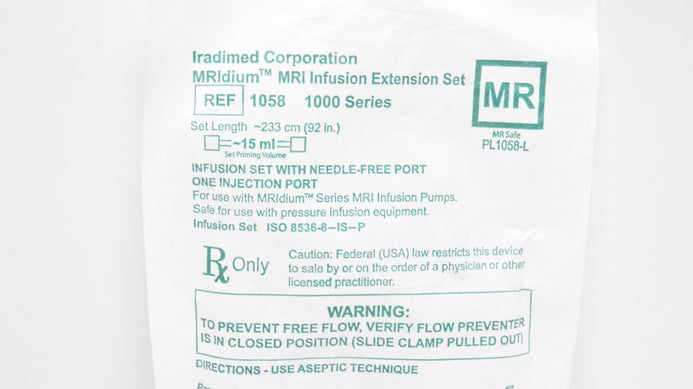 Iradimed Corporation
MRIdium™ MRI Infusion Extension Set
REF 1058 1000 Series
MR
Set Length ~233 cm (92 in.)
MR Safe
PL1058-L
~15 ml
Set Priming Volume
INFUSION SET WITH NEEDLE-FREE PORT
ONE INJECTION PORT
For use with MRIdium™ Series MRI Infusion Pumps.
Safe for use with pressure infusion equipment.
Infusion Set ISO 8536-8-IS-P
Rx Only
Caution: Federal (USA) law restricts this device
to sale by or on the order of a physician or other
licensed practitioner.
WARNING:
TO PREVENT FREE FLOW, VERIFY FLOW PREVENTER
IS IN CLOSED POSITION (SLIDE CLAMP PULLED OUT)
DIRECTIONS - USE ASEPTIC TECHNIQUE